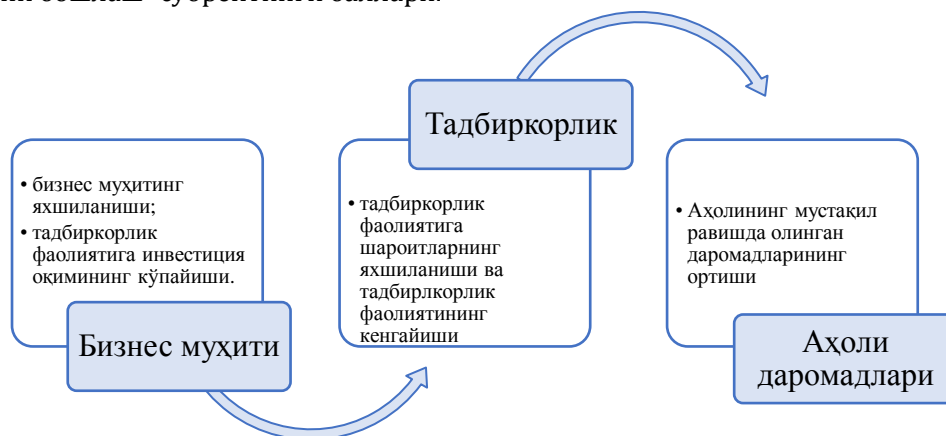 • бизнес муҳитинг
яхшиланиши;
• тадбиркорлик
фаолиятига инвестиция
оқимининг кўпайиши.
Бизнес муҳити
Тадбиркорлик
• тадбиркорлик
фаолиятига
шароитларнинг
яхшиланиши ва
тадбирлкорлик
фаолиятининг
кенгайиши
• Аҳолининг мустақил
равишда олинган
даромадларининг
ортиши
Аҳоли
даромадлари